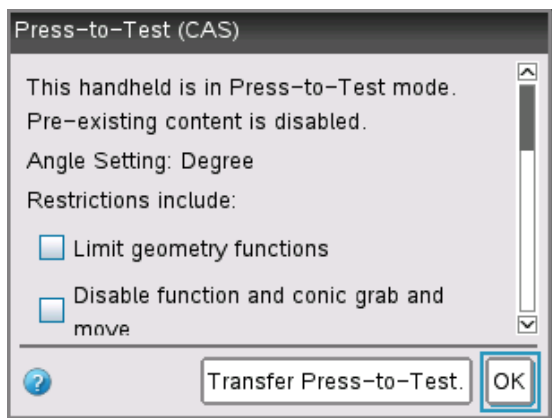 Press-to-Test (CAS)
This handheld is in Press-to-Test mode.
Pre-existing content is disabled.
Angle Setting: Degree
Restrictions include:
Limit geometry functions
Disable function and conic grab and
move
?
Transfer Press-to-Test.
OK